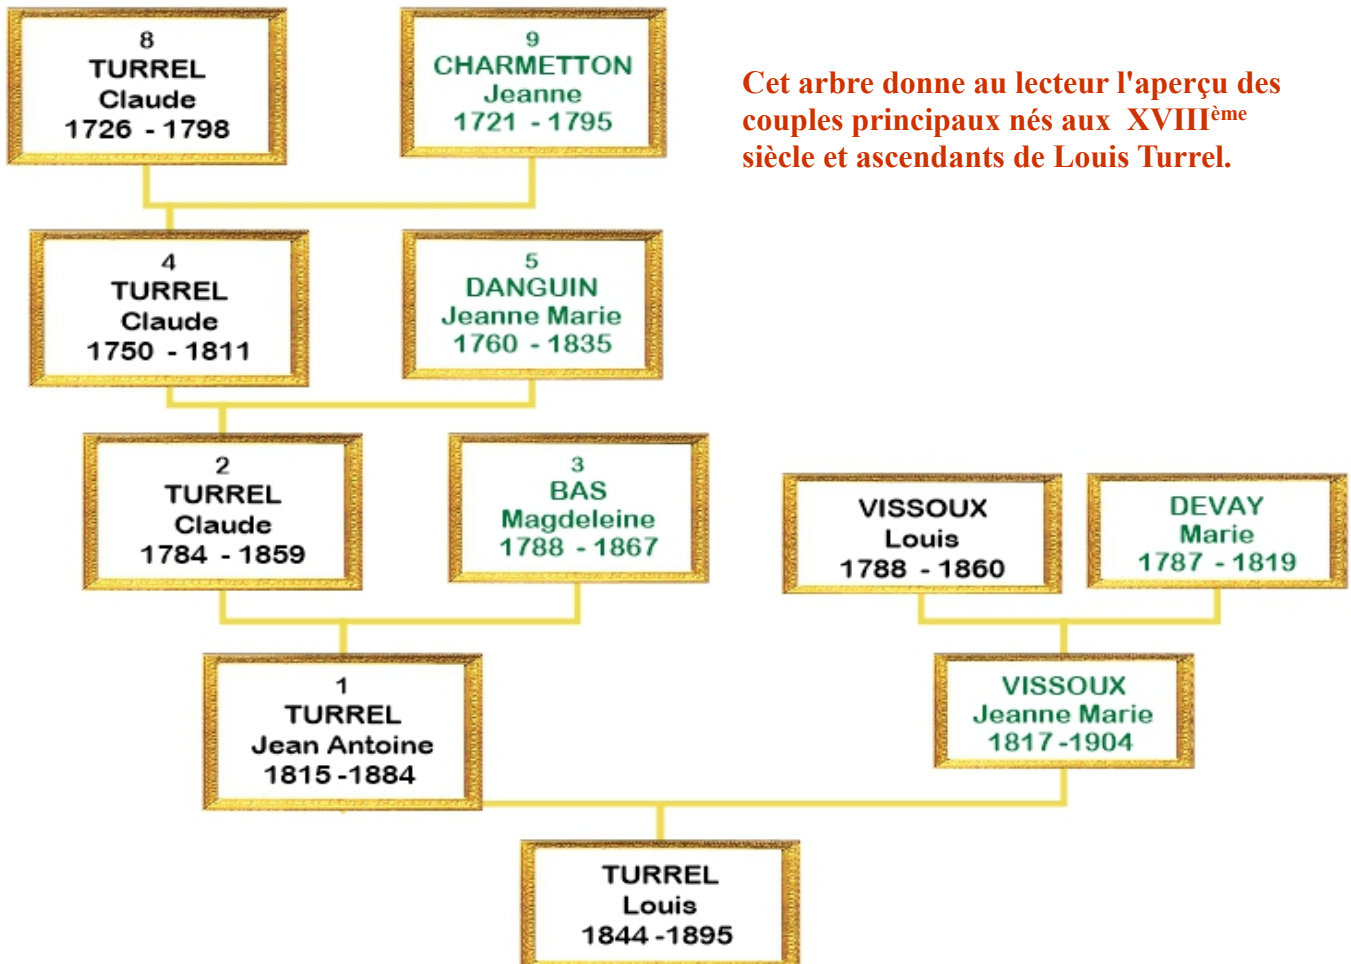 8
TURREL
Claude
1726 - 1798
9
CHARMETTON
Jeanne
1721 - 1795
Cet arbre donne au lecteur l'aperçu des
couples principaux nés aux XVIIIème
siècle et ascendants de Louis Turrel.
4
TURREL
Claude
1750 - 1811
5
DANGUIN
Jeanne Marie
1760 - 1835
2
TURREL
Claude
1784 - 1859
3
BAS
Magdeleine
1788 - 1867
VISSOUX
Louis
1788 - 1860
DEVAY
Marie
1787 - 1819
1
TURREL
Jean Antoine
1815 -1884
VISSOUX
Jeanne Marie
1817 -1904
TURREL
Louis
1844 -1895